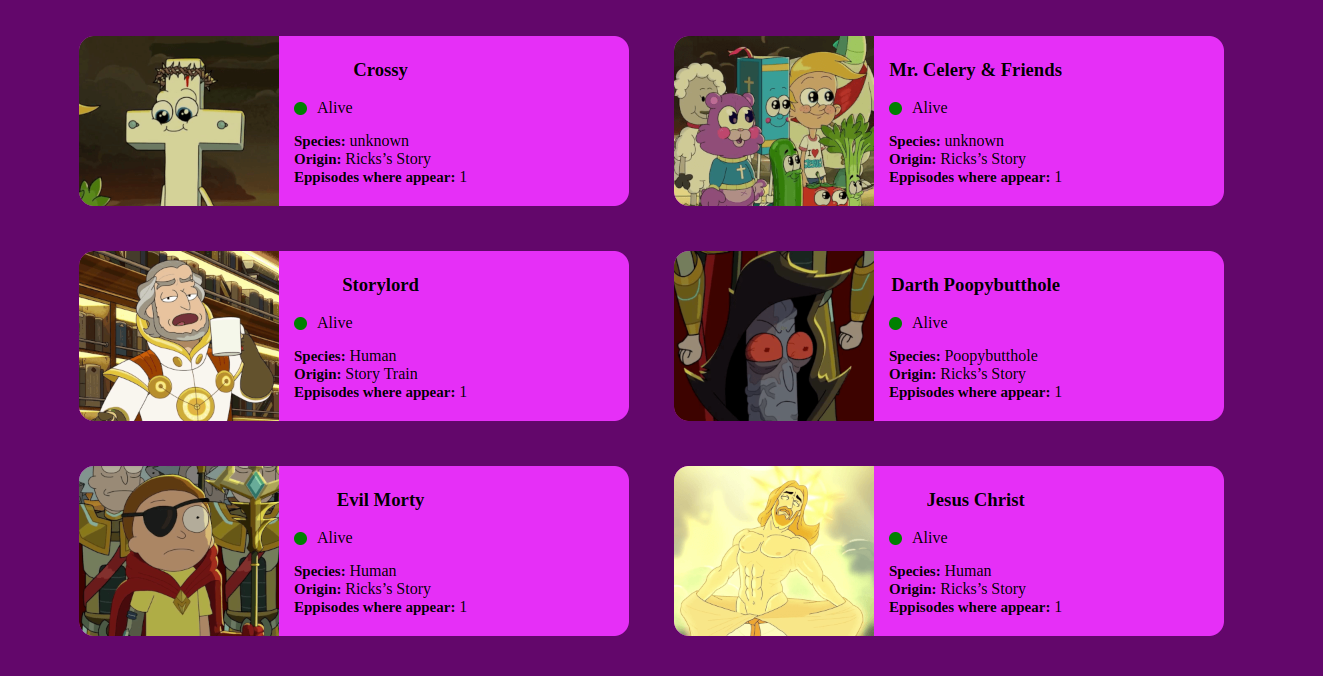 Crossy
Alive
Species: unknown
Origin: Ricks’s Story
Eppisodes where appear: 1
Mr. Celery & Friends
Alive
Species: unknown
Origin: Ricks’s Story
Eppisodes where appear: 1
Storylord
Alive
Species: Human
Origin: Story Train
Eppisodes where appear: 1
Darth Poopybutthole
Alive
Species: Poopybutthole
Origin: Ricks’s Story
Eppisodes where appear: 1
Evil Morty
Alive
Species: Human
Origin: Ricks’s Story
Eppisodes where appear: 1
Jesus Christ
Alive
Species: Human
Origin: Ricks’s Story
Eppisodes where appear: 1